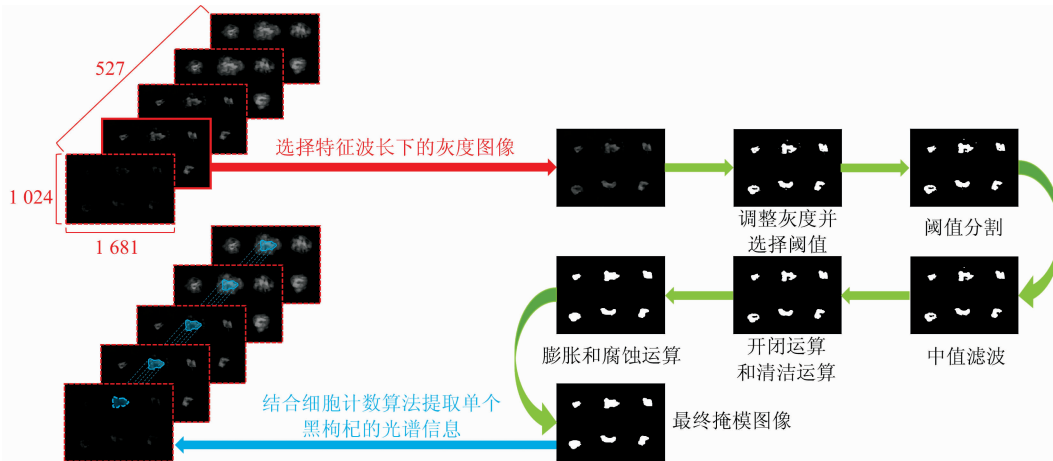 527
1 024
1 681
选择特征波长下的灰度图像
调整灰度并
选择阈值
阈值分割
中值滤波
开闭运算
和清洁运算
膨胀和腐蚀运算
最终掩模图像
结合细胞计数算法提取单个
黑枸杞的光谱信息